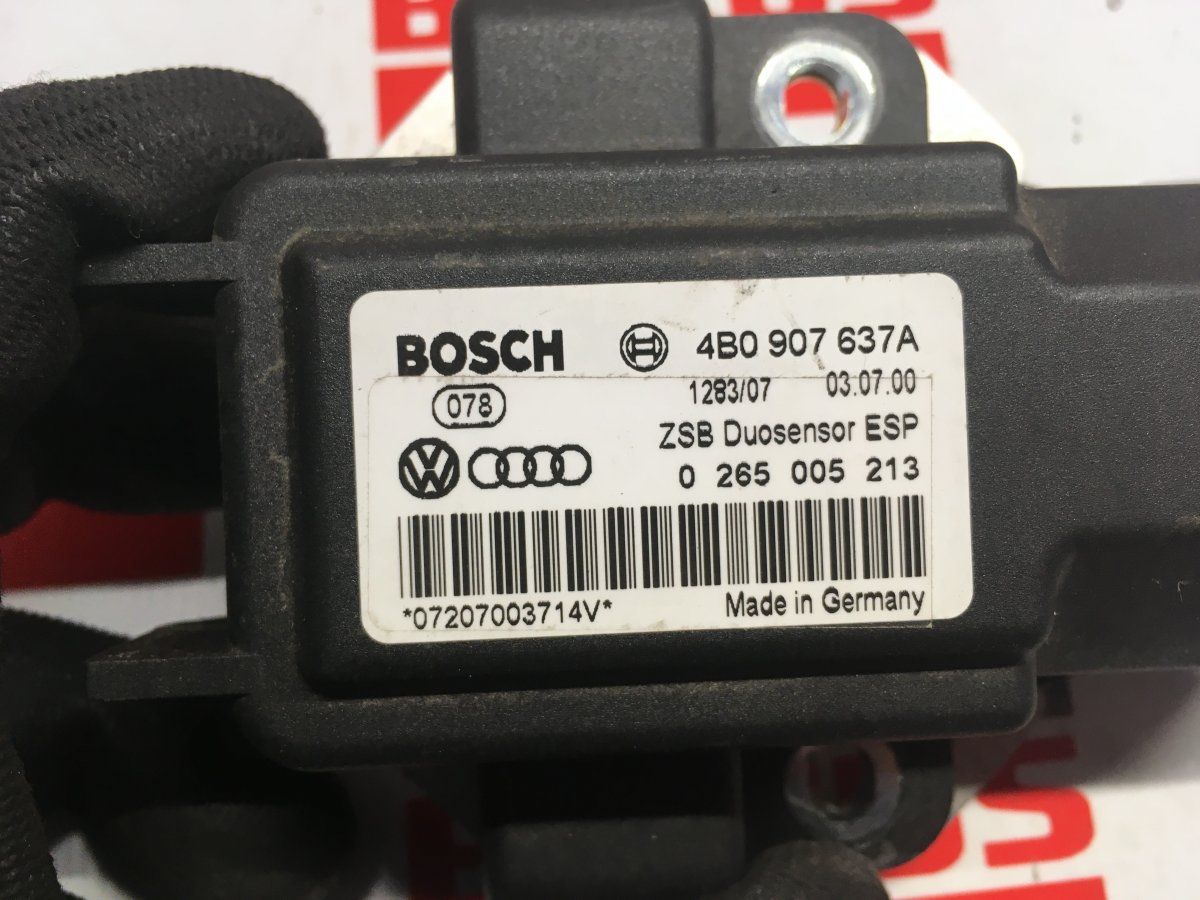 BOSCH 4B0 907 637A
1283/07 03.07.00
078
ZSB Duosensor ESP
0 265 005 213
*07207003714V*
Made in Germany